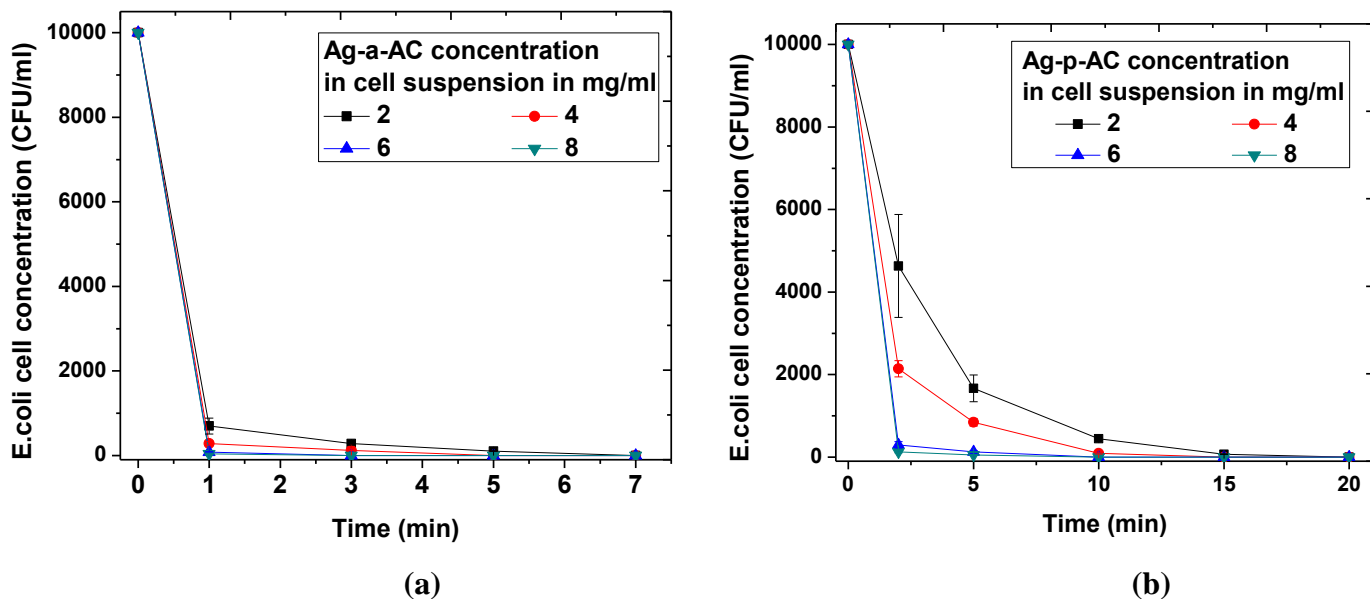 Ag-a-AC concentration
in cell suspension in mg/ml
2 4
6 8
E.coli cell concentration (CFU/ml)
10000
8000
6000
4000
2000
0
0 1 2 3 4 5 6 7
Time (min)
(a)
Ag-p-AC concentration
in cell suspension in mg/ml
2 4
6 8
E.coli cell concentration (CFU/ml)
10000
8000
6000
4000
2000
0
0 5 10 15 20
Time (min)
(b)